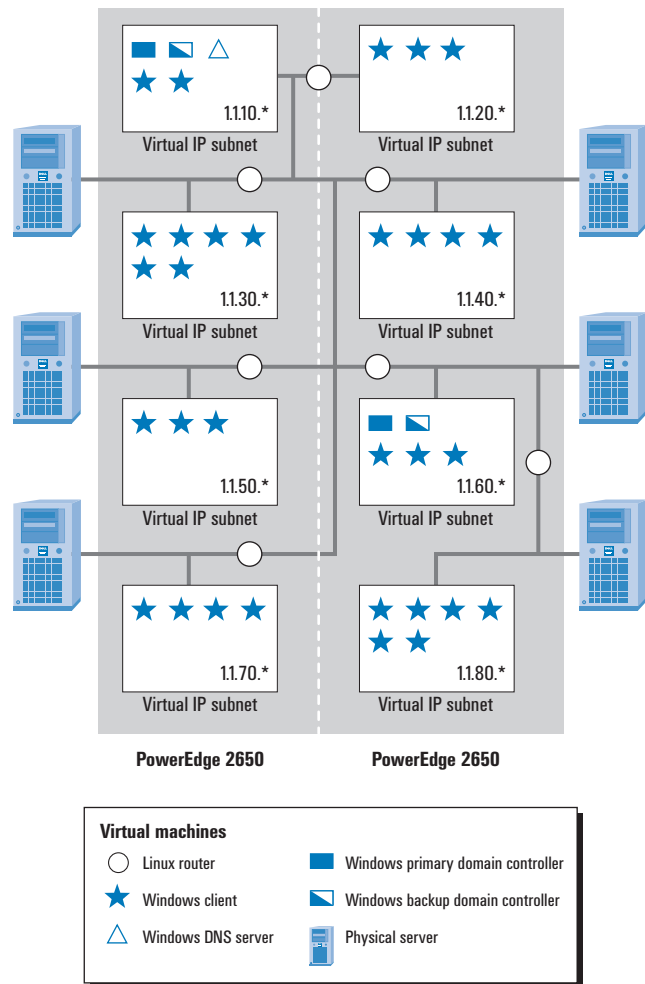 1.1.10.*
1.1.20.*
Virtual IP subnet
Virtual IP subnet
1.1.30.*
1.1.40.*
Virtual IP subnet
Virtual IP subnet
1.1.50.*
1.1.60.*
Virtual IP subnet
Virtual IP subnet
1.1.70.*
1.1.80.*
Virtual IP subnet
Virtual IP subnet
PowerEdge 2650
PowerEdge 2650
Virtual machines
Linux router
Windows primary domain controller
Windows client
Windows backup domain controller
Windows DNS server
Physical server